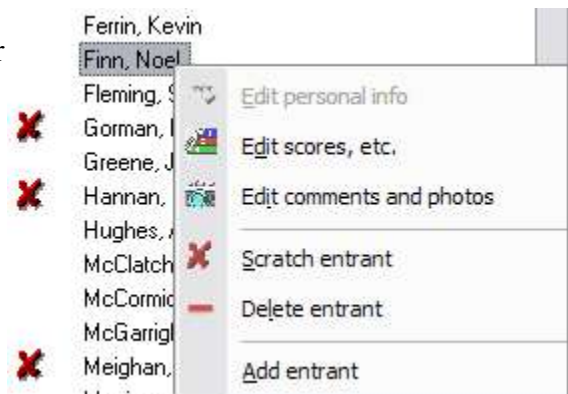 Ferrin, Kevin
Finn, Noel
Fleming,
Edit personal info
Gorman,
Edit scores, etc.
Greene, J
Hannan,
Edit comments and photos
Hughes,
McClatch
Scratch entrant
McCormic
Delete entrant
McGarrigl
Meighan,
Add entrant